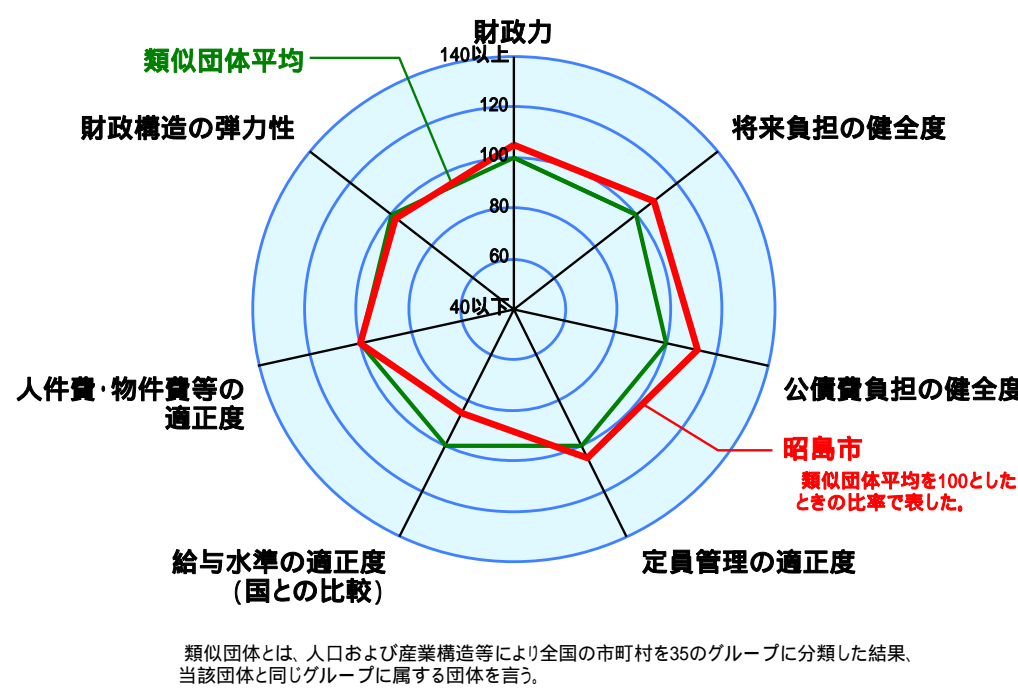 財政力
140以上
類似団体平均
120
財政構造の弾力性
将来負担の健全度
100
80
60
40以下
人件費・物件費等の
適正度
公債費負担の健全度
昭島市
類似団体平均を100とした
ときの比率で表した。
給与水準の適正度
(国との比較)
定員管理の適正度
類似団体とは、人口および産業構造等により全国の市町村を35のグループに分類した結果、
当該団体と同じグループに属する団体を言う。